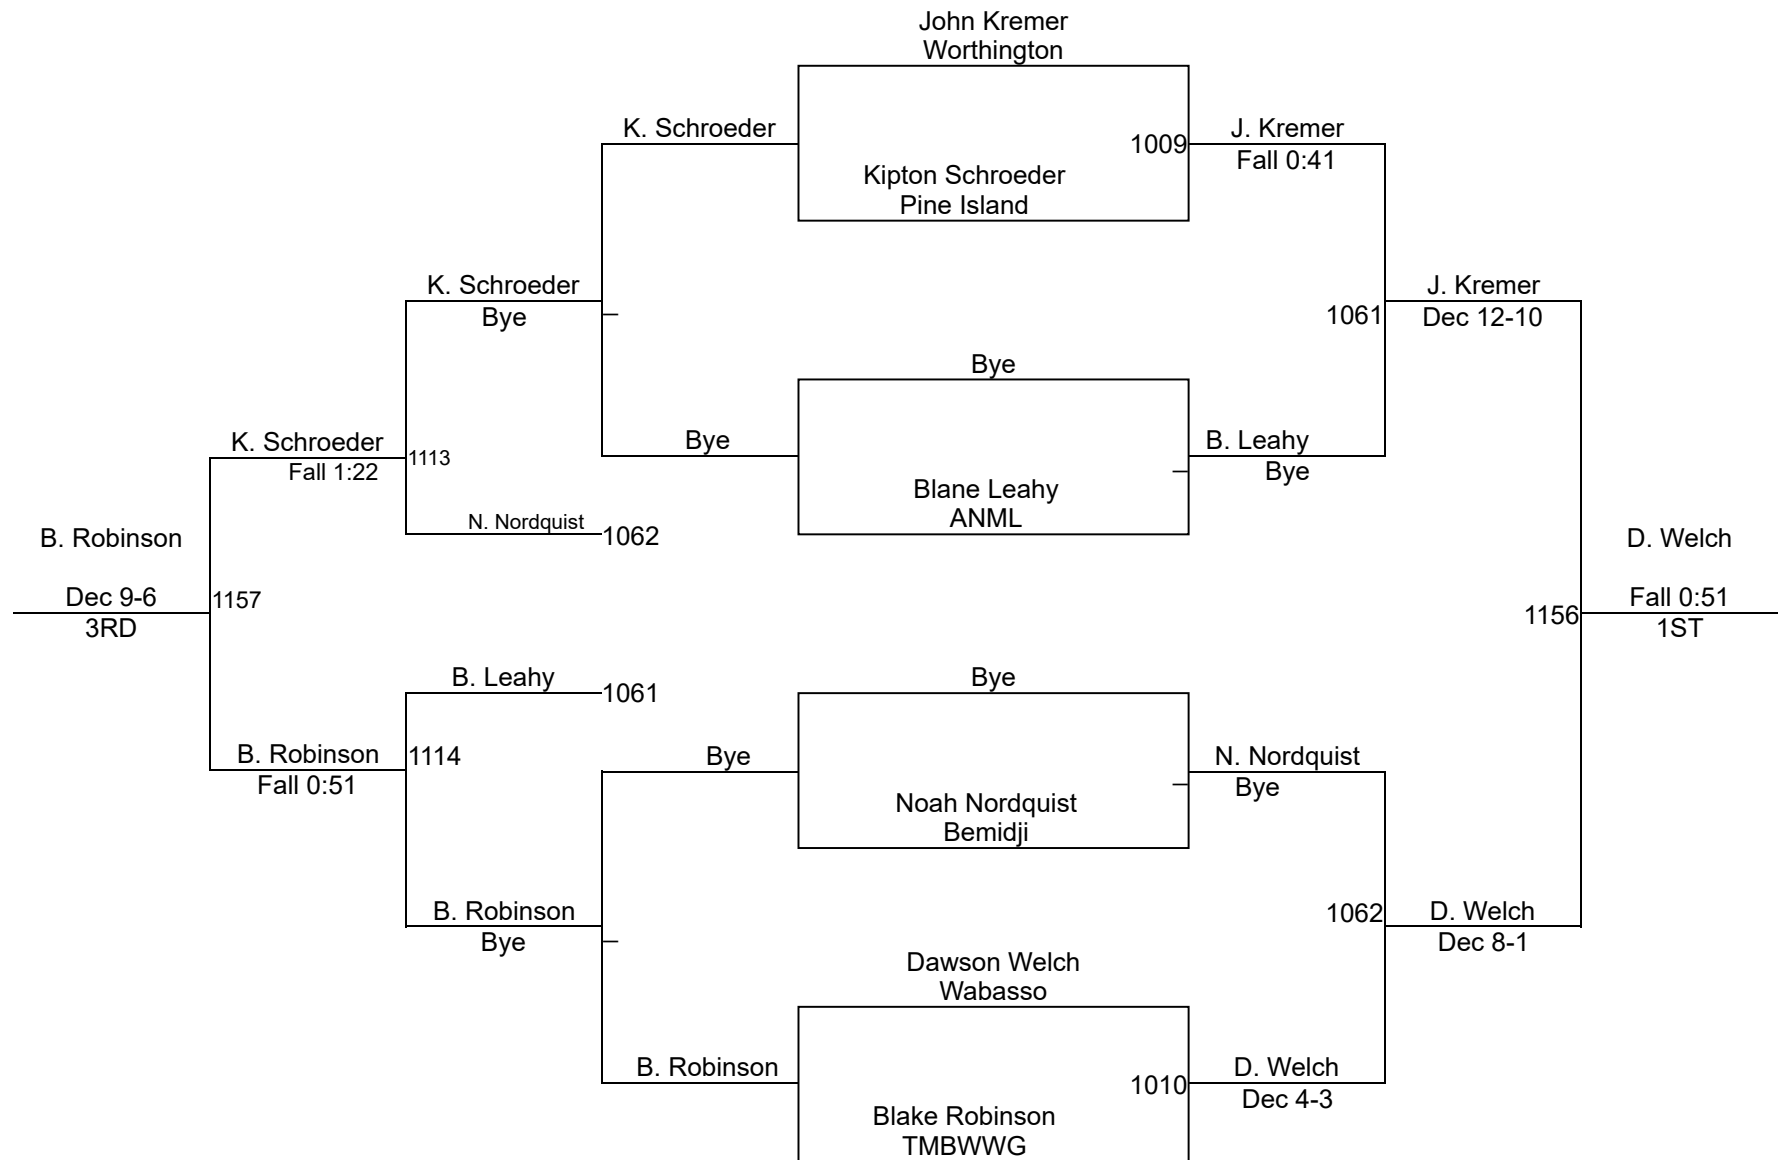 John Kremer
Worthington
K. Schroeder
1009
J. Kremer
Fall 0:41
Kipton Schroeder
Pine Island
K. Schroeder
Bye
1061
J. Kremer
Dec 12-10
Bye
K. Schroeder
Fall 1:22
1113
Bye
B. Leahy
Bye
Blane Leahy
ANML
N. Nordquist
1062
B. Robinson
Dec 9-6
3RD
1157
D. Welch
Fall 0:51
1ST
1156
B. Leahy
1061
Bye
B. Robinson
Fall 0:51
1114
Bye
N. Nordquist
Bye
Noah Nordquist
Bemidji
B. Robinson
Bye
1062
D. Welch
Dec 8-1
Dawson Welch
Wabasso
B. Robinson
1010
D. Welch
Dec 4-3
Blake Robinson
TMBWWG